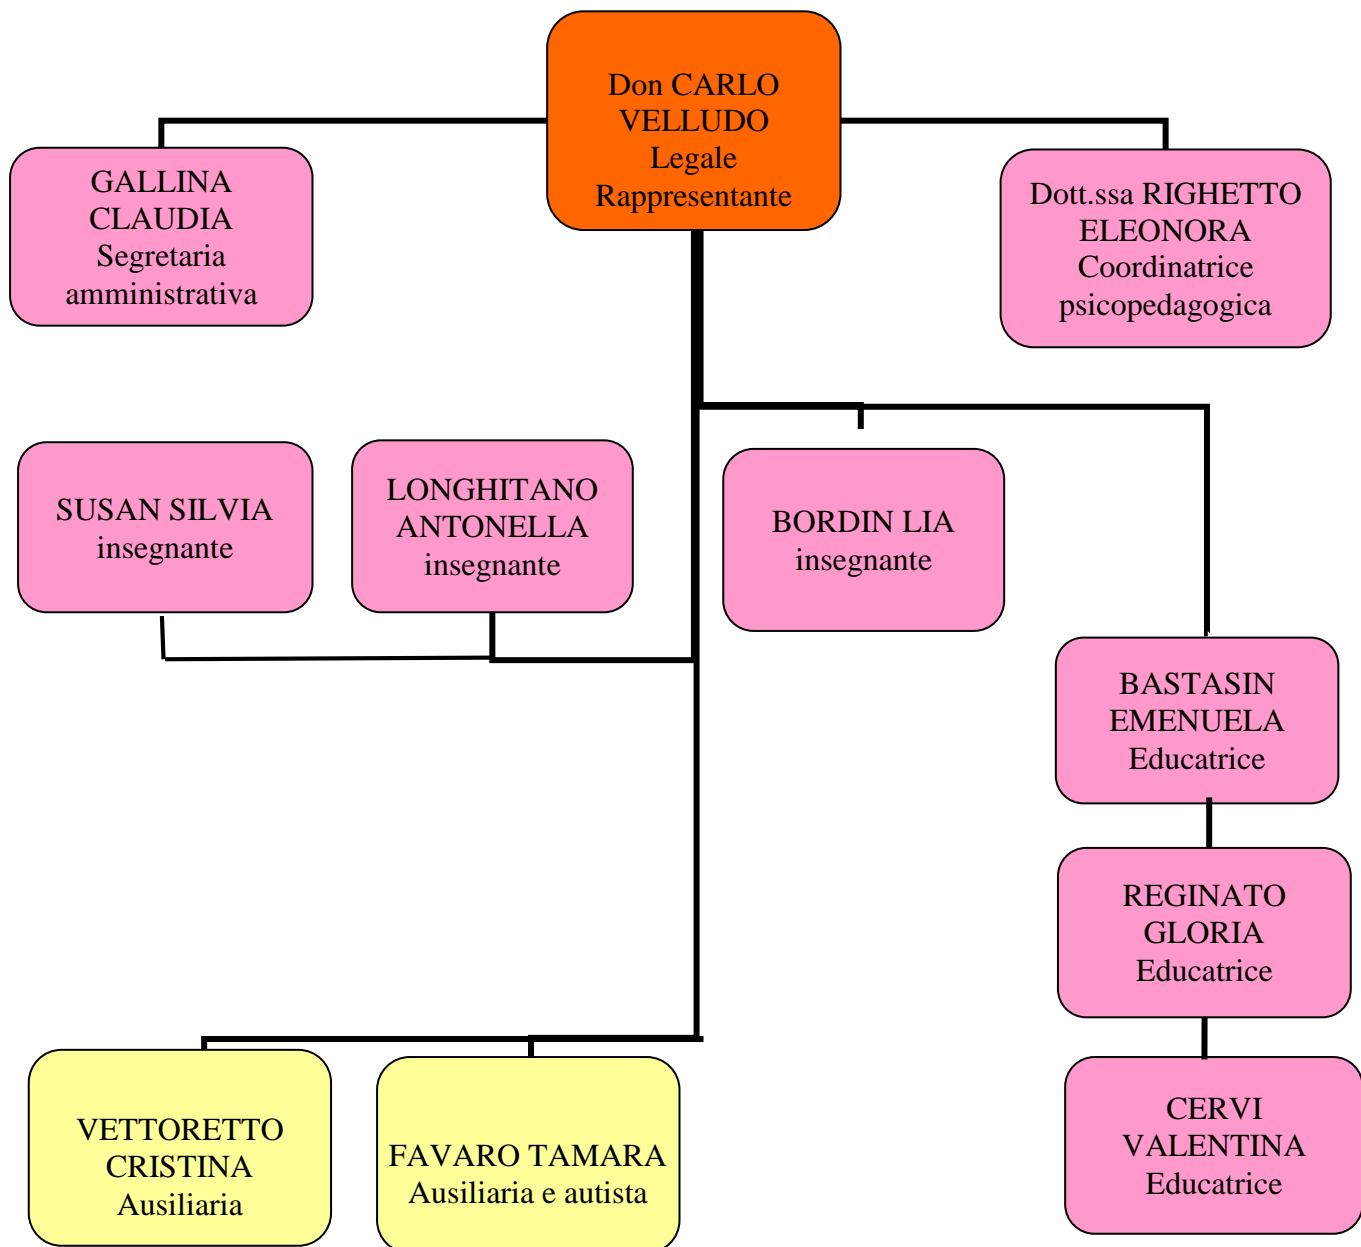 Don CARLO
VELLUDO
Legale
Rappresentante
GALLINA
CLAUDIA
Segretaria
amministrativa
Dott.ssa RIGHETTO
ELEONORA
Coordinatrice
psicopedagogica
SUSAN SILVIA
insegnante
LONGHITANO
ANTONELLA
insegnante
BORDIN LIA
insegnante
BASTASIN
EMENUELA
Educatrice
REGINATO
GLORIA
Educatrice
VETTORETTO
CRISTINA
Ausiliaria
FAVARO TAMARA
Ausiliaria e autista
CERVI
VALENTINA
Educatrice